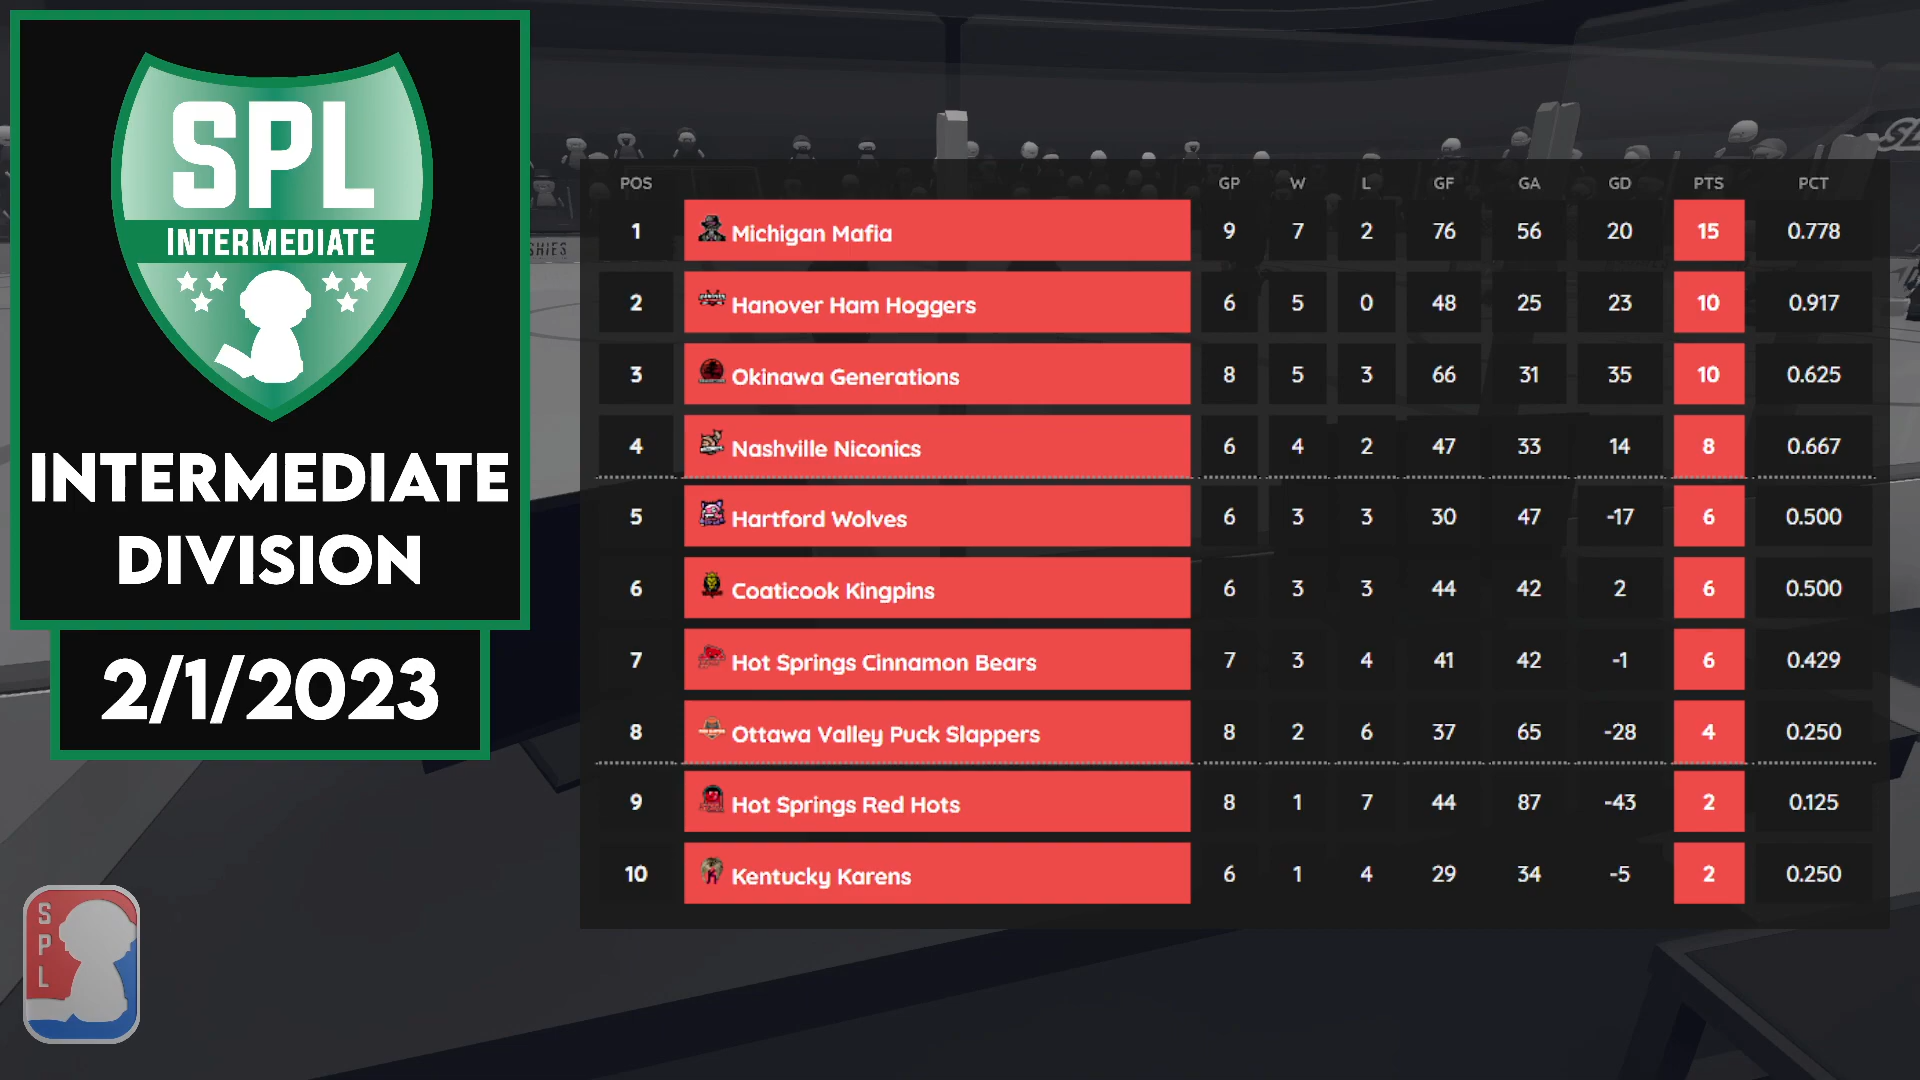 SPL
INTERMEDIATE
INTERMEDIATE
DIVISION
2/1/2023
SPL
POS GP W L GF GA GD PTS PCT
1 Michigan Mafia 9 7 2 76 56 20 15 0.778
2 Hanover Ham Hoggers 6 5 0 48 25 23 10 0.917
3 Okinawa Generations 8 5 3 66 31 35 10 0.625
4 Nashville Niconics 6 4 2 47 33 14 8 0.667
5 Hartford Wolves 6 3 3 30 47 -17 6 0.500
6 Coaticook Kingpins 6 3 3 44 42 2 6 0.500
7 Hot Springs Cinnamon Bears 7 3 4 41 42 -1 6 0.429
8 Ottawa Valley Puck Slappers 8 2 6 37 65 -28 4 0.250
9 Hot Springs Red Hots 8 1 7 44 87 -43 2 0.125
10 Kentucky Karens 6 1 4 29 34 -5 2 0.250